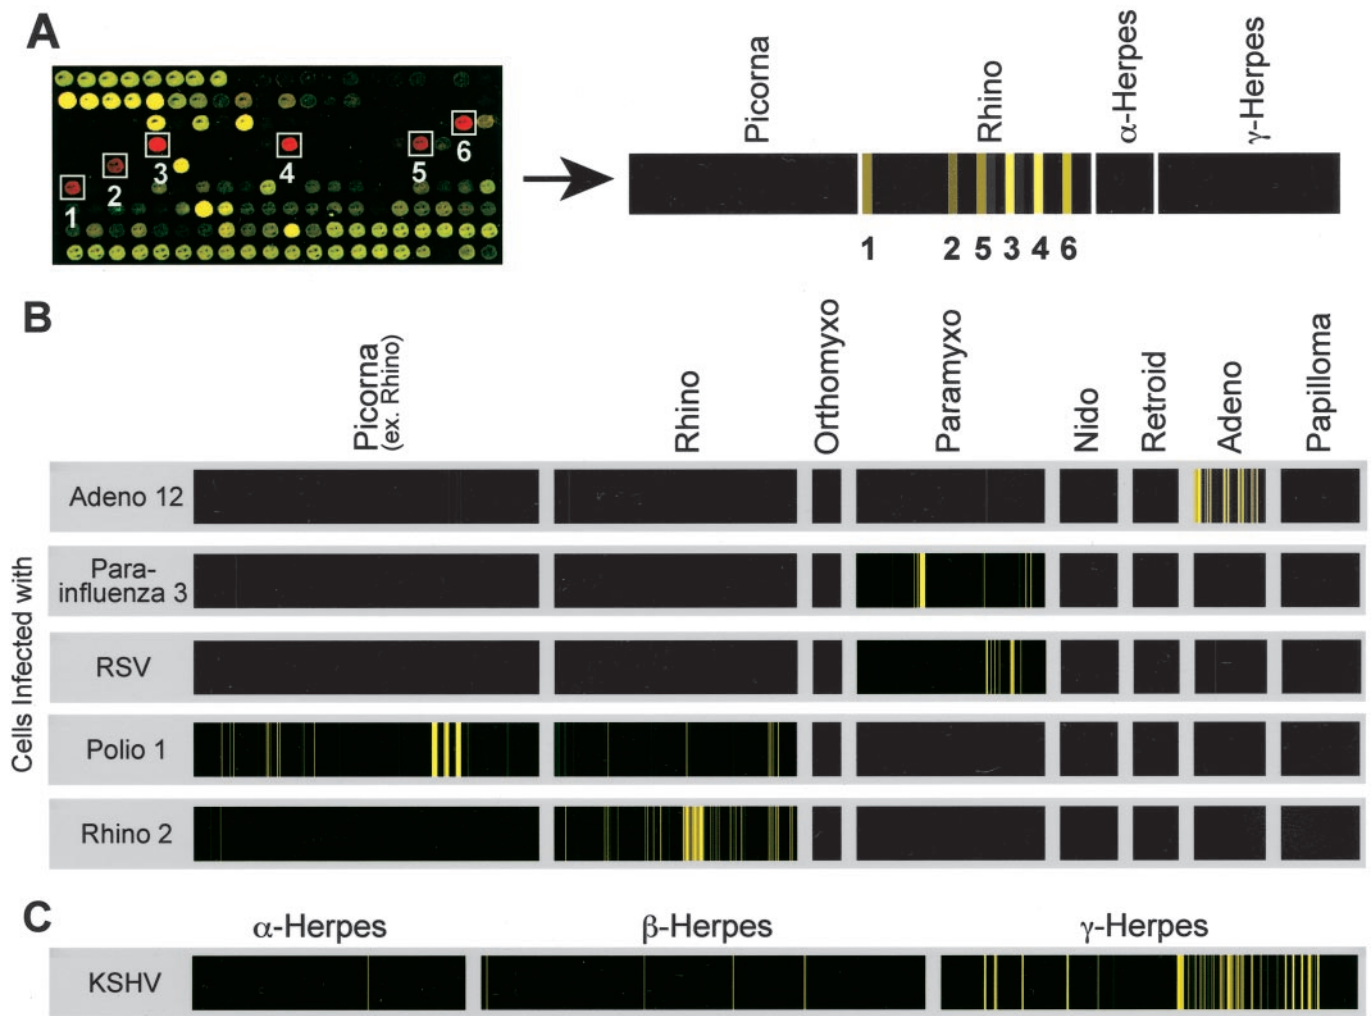 A
Picorna
Rhino
α-Herpes
γ-Herpes
1
2
3
4
5
6
1 2 5 3 4 6
B
Picorna
(ex. Rhino)
Rhino
Orthomyxo
Paramyxo
Nido
Retroid
Adeno
Papilloma
Cells Infected with
Adeno 12
Para-
influenza 3
RSV
Polio 1
Rhino 2
C
α-Herpes β-Herpes γ-Herpes
KSHV